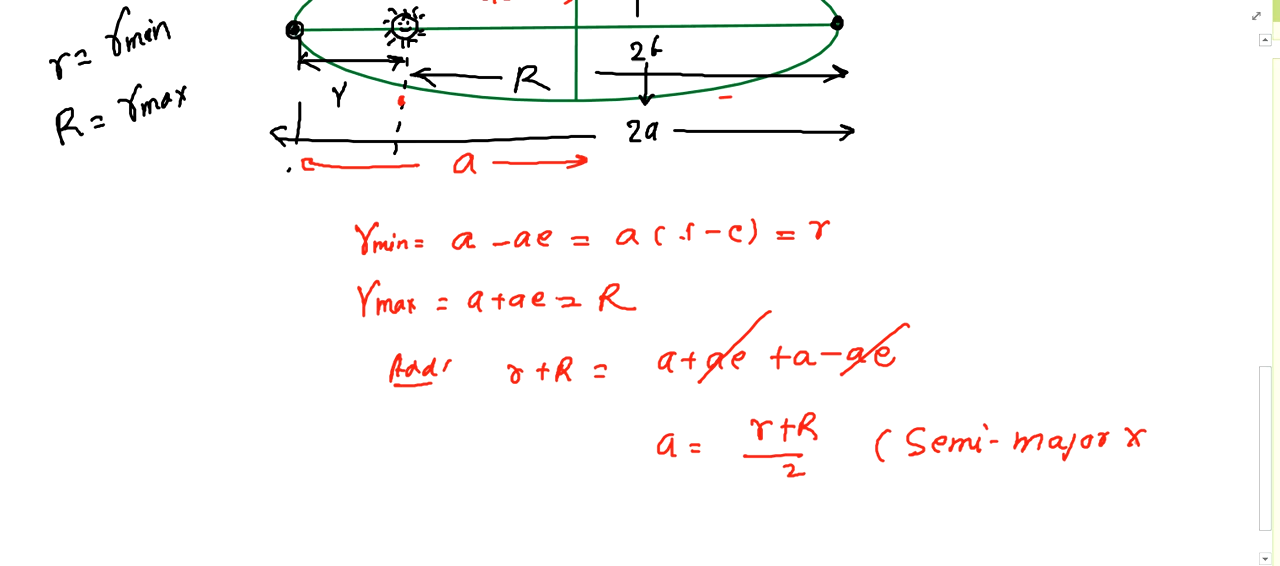 r = rmin
R = rmax
2b
R
r
2a
a
rmin = a - ae = a(1 - e) = r
rmax = a + ae = R
Add: r + R = a + ae + a - ae
a = r+R/2 (Semi-major x